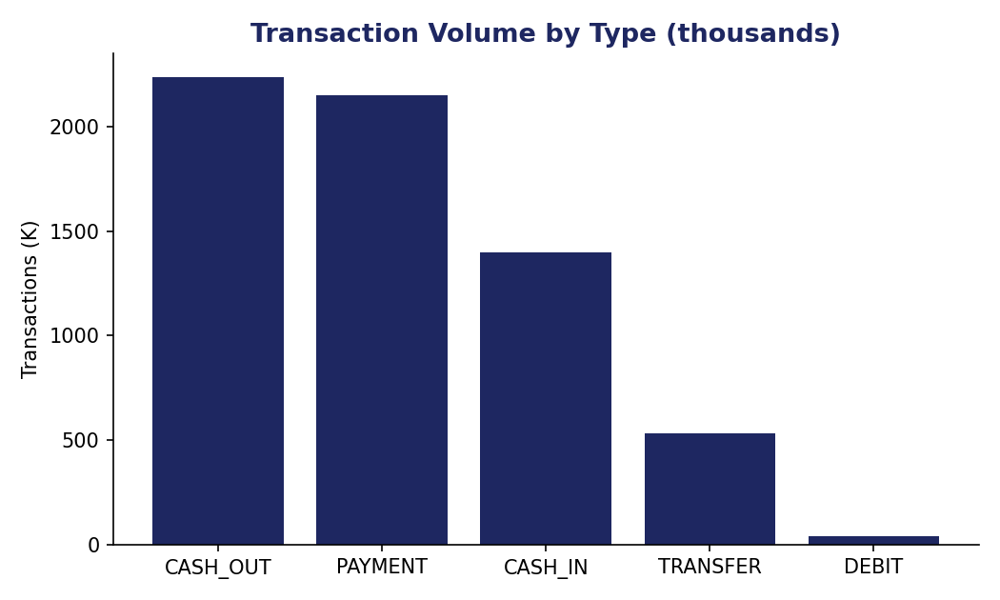 Transaction Volume by Type (thousands)
Transactions (K)
2000
1500
1000
500
0
CASH_OUT PAYMENT CASH_IN TRANSFER DEBIT